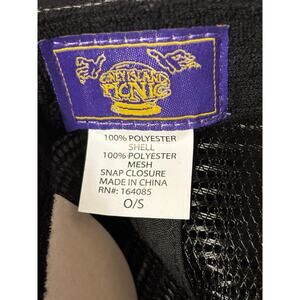 CONEY ISLAND
PICNIC
100% POLYESTER
SHELL
100% POLYESTER
MESH
SNAP CLOSURE
MADE IN CHINA
RN#: 164085
O/S